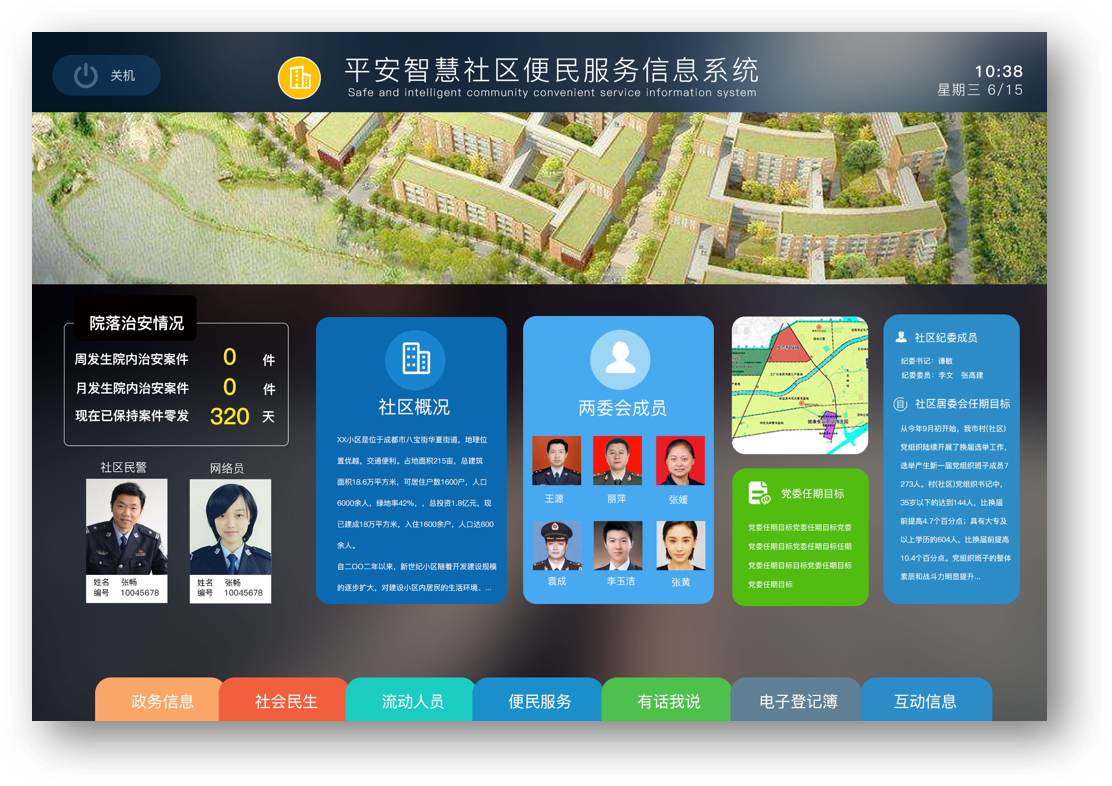 关机
平安智慧社区便民服务信息系统
Safe and intelligent community convenient service information system
10:38
星期三 6/15
院落治安情况
周发生院内治安案件 0 件
月发生院内治安案件 0 件
现在已保持案件零发 320 天
社区民警
姓名 张畅
编号 10045678
网络员
姓名 张畅
编号 10045678
社区概况
XX小区是位于成都市八宝街华夏街道，地理位
置优越，交通便利。占地面积215亩，总建筑
面积18.6万平方米，可居住户数1600户，人口
6000余人，绿地率42%,，总投资1.8亿元，现
已建成18万平方米，入住1600余户，人口达600
余人。
自二OO二年以来，新世纪小区随着开发建设规模
的逐步扩大，对建设小区内居民的生活环境、...
两委会成员
王源
丽萍
张媛
袁成
李玉洁
张黄
党委任期目标
党委任期目标党委任期目标党委
党委任期目标党委任期目标任期
党委任期目标目标党委任期目标
党委任期目标
社区纪委成员
纪委书记：谭敏
纪委委员：李文 张高建
社区居委会任期目标
从今年9月初开始，我市村(社区)
党组织陆续开展了换届选举工作，
选举产生新一届党组织班子成员7
273人。村(社区)党组织书记中，
35岁以下的达到144人，比换届
前提高4.7个百分点；具有大专及
以上学历的604人，比换届前提高
10.4个百分点。党组织班子的整体
素质和战斗力明显提升...
政务信息
社会民生
流动人员
便民服务
有话我说
电子登记簿
互动信息